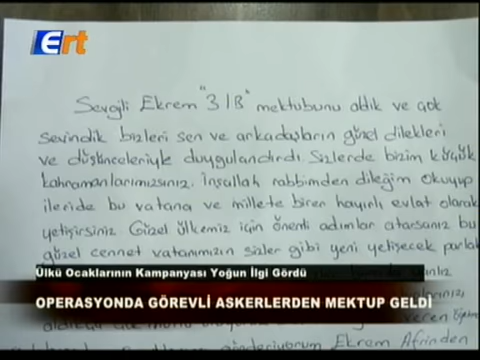 Ert
Sevgili Ekrem "3/B" mektubunu aldık ve çok
sevindik bizleri sen ve arkadaşların güzel dilekleri
ve düşünceleriyle duygulandırdı. Sizlerde bizim küçük
kahramanlarımızsınız. İnşallah rabbimden dileğim okuyup
ileride bu vatana ve millete birer hayırlı evlat olarak
yetişirsiniz. Güzel ülkemiz için önemli adımlar atarsanız bu
güzel cennet vatanımızın sizler gibi yeni yetişecek parlak
Ülkü Ocaklarının Kampanyası Yoğun İlgi Gördü
OPERASYONDA GÖREVLİ ASKERLERDEN MEKTUP GELDİ
Ekrem Afrinden